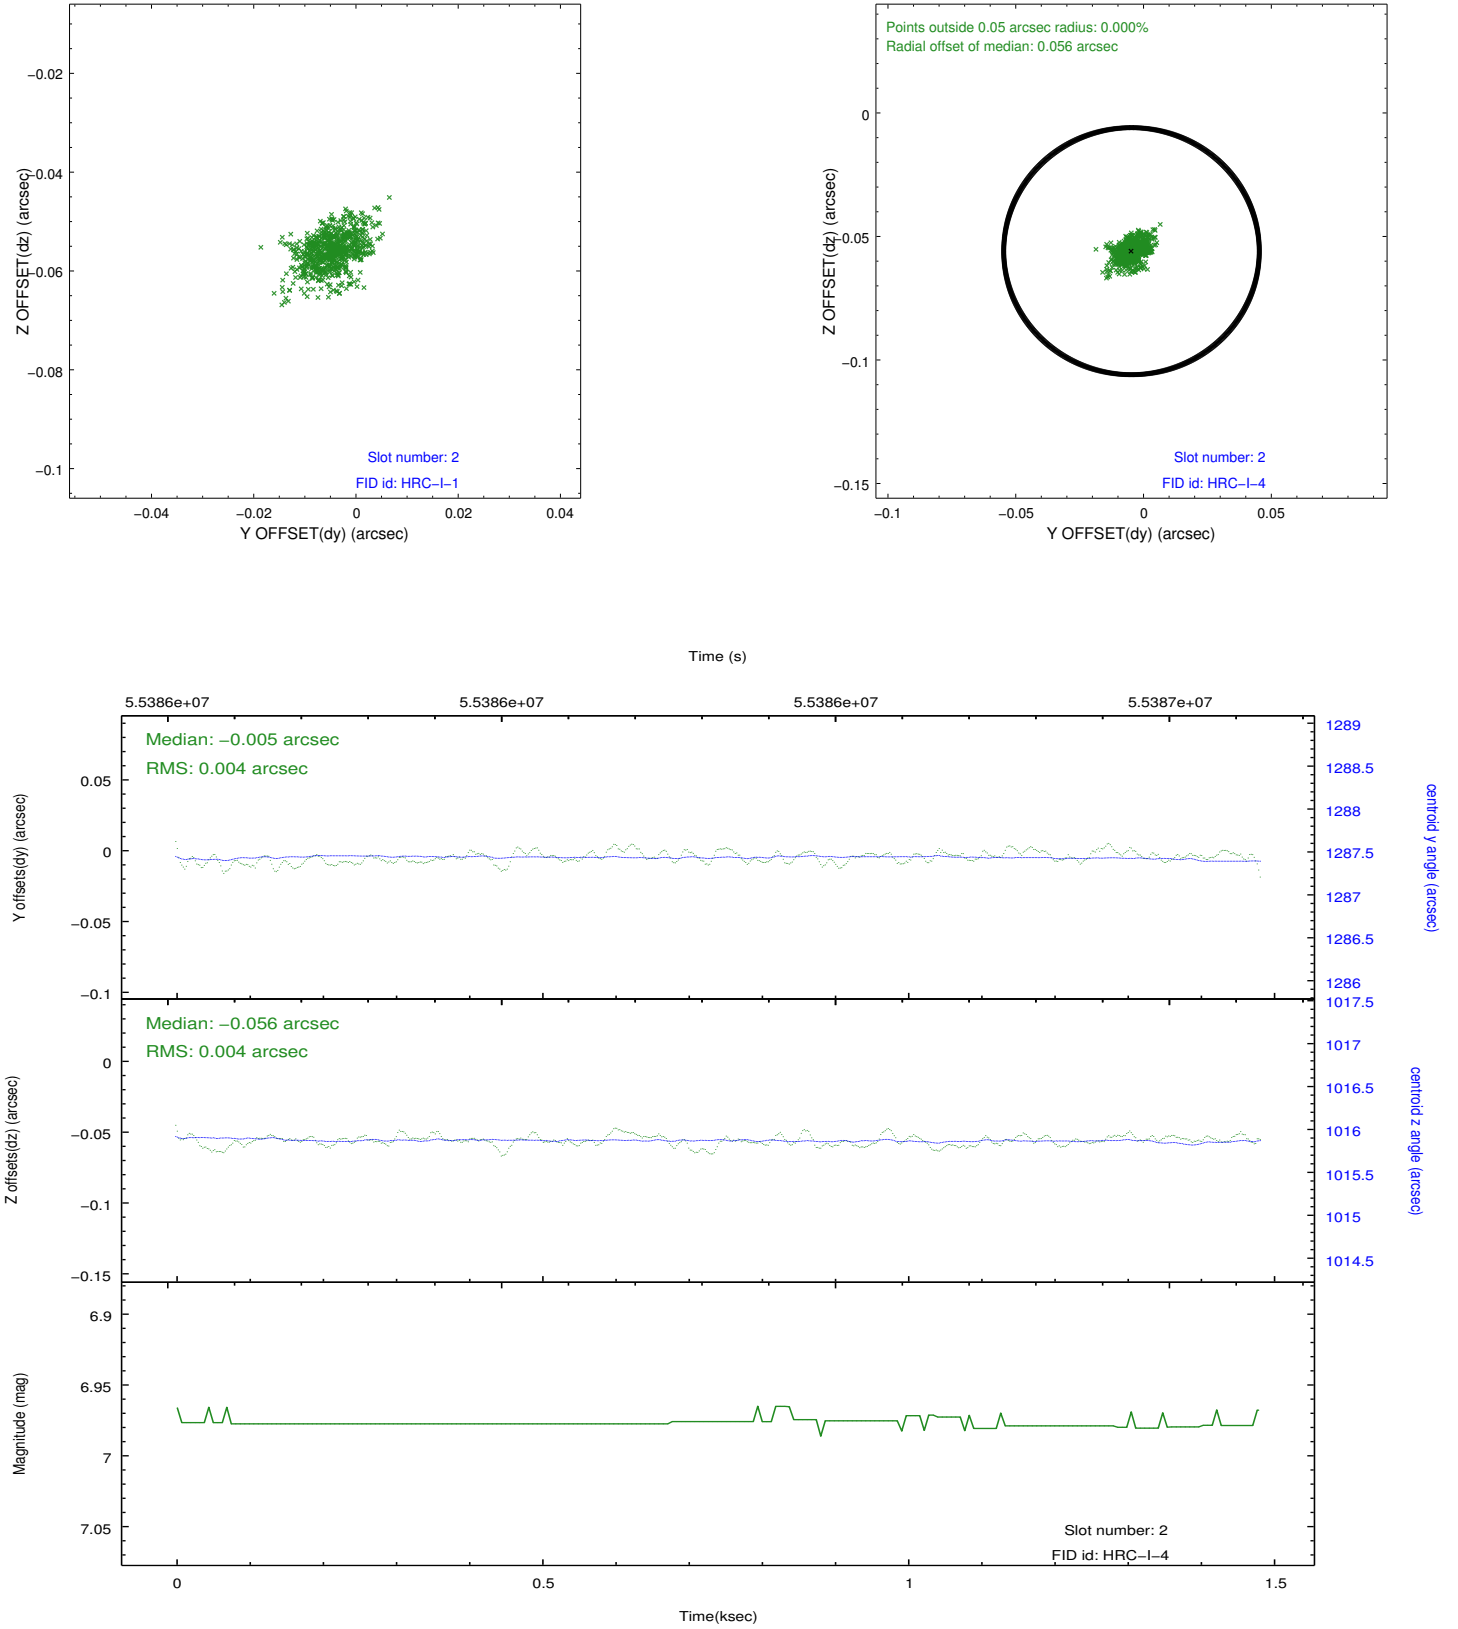 −0.02
−0.04
−0.06
−0.08
−0.1
Z OFFSET(dz) (arcsec)
Slot number: 2
FID id: HRC−I−1
−0.04
−0.02
0
0.02
0.04
Y OFFSET(dy) (arcsec)
Points outside 0.05 arcsec radius: 0.000%
Radial offset of median: 0.056 arcsec
0
−0.05
−0.1
−0.15
Z OFFSET(dz) (arcsec)
Slot number: 2
FID id: HRC−I−4
−0.1
−0.05
0
0.05
Y OFFSET(dy) (arcsec)
Time (s)
5.5386e+07
5.5386e+07
5.5386e+07
5.5387e+07
Median: −0.005 arcsec
RMS: 0.004 arcsec
0.05
0
−0.05
−0.1
Y offsets(dy) (arcsec)
1289
1288.5
1288
1287.5
1287
1286.5
1286
centroid y angle (arcsec)
Median: −0.056 arcsec
RMS: 0.004 arcsec
0
−0.05
−0.1
−0.15
Z offsets(dz) (arcsec)
1017.5
1017
1016.5
1016
1015.5
1015
1014.5
centroid z angle (arcsec)
6.9
6.95
7
7.05
Magnitude (mag)
Slot number: 2
FID id: HRC−I−4
0
0.5
1
1.5
Time(ksec)